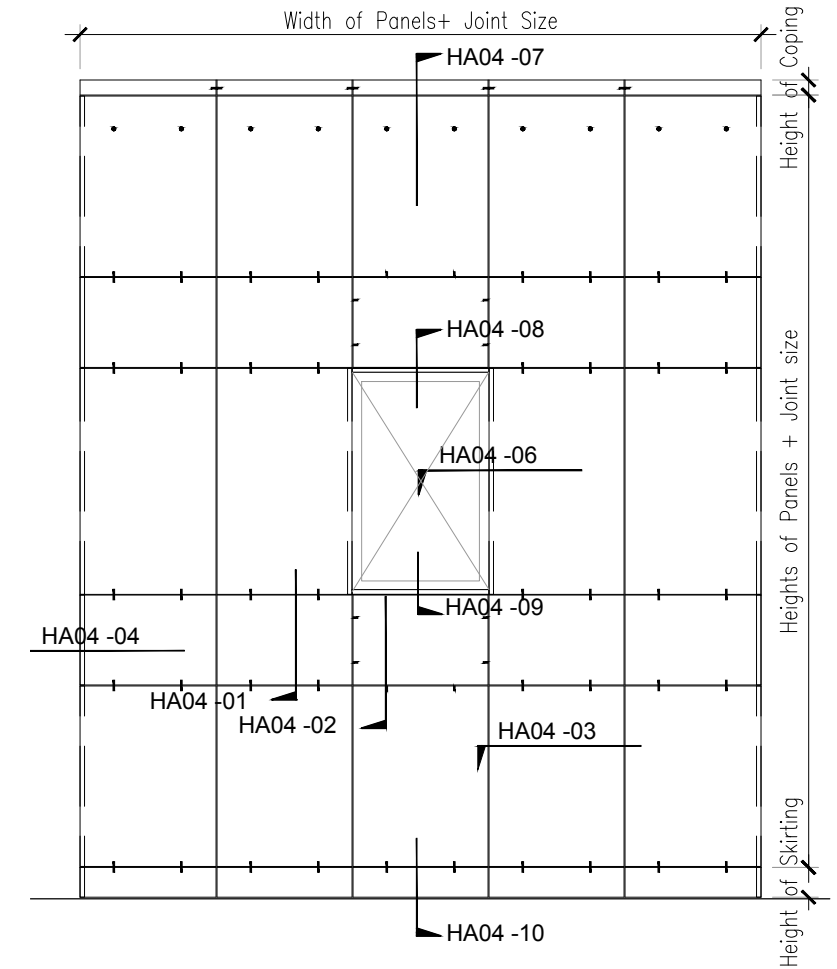 Width of Panels+ Joint Size
Height of Coping
HA04 -07
HA04 -08
Heights of Panels + Joint size
HA04 -06
HA04 -09
HA04 -04
HA04 -01
HA04 -02
HA04 -03
Height of Skirting
HA04 -10